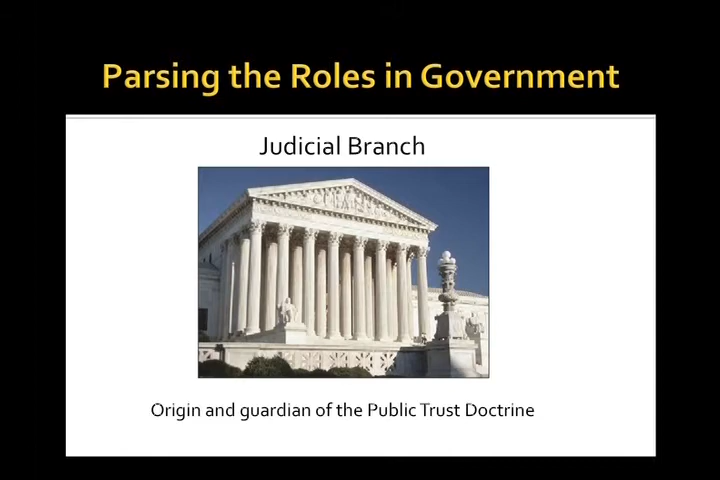 Parsing the Roles in Government
Judicial Branch
Origin and guardian of the Public Trust Doctrine